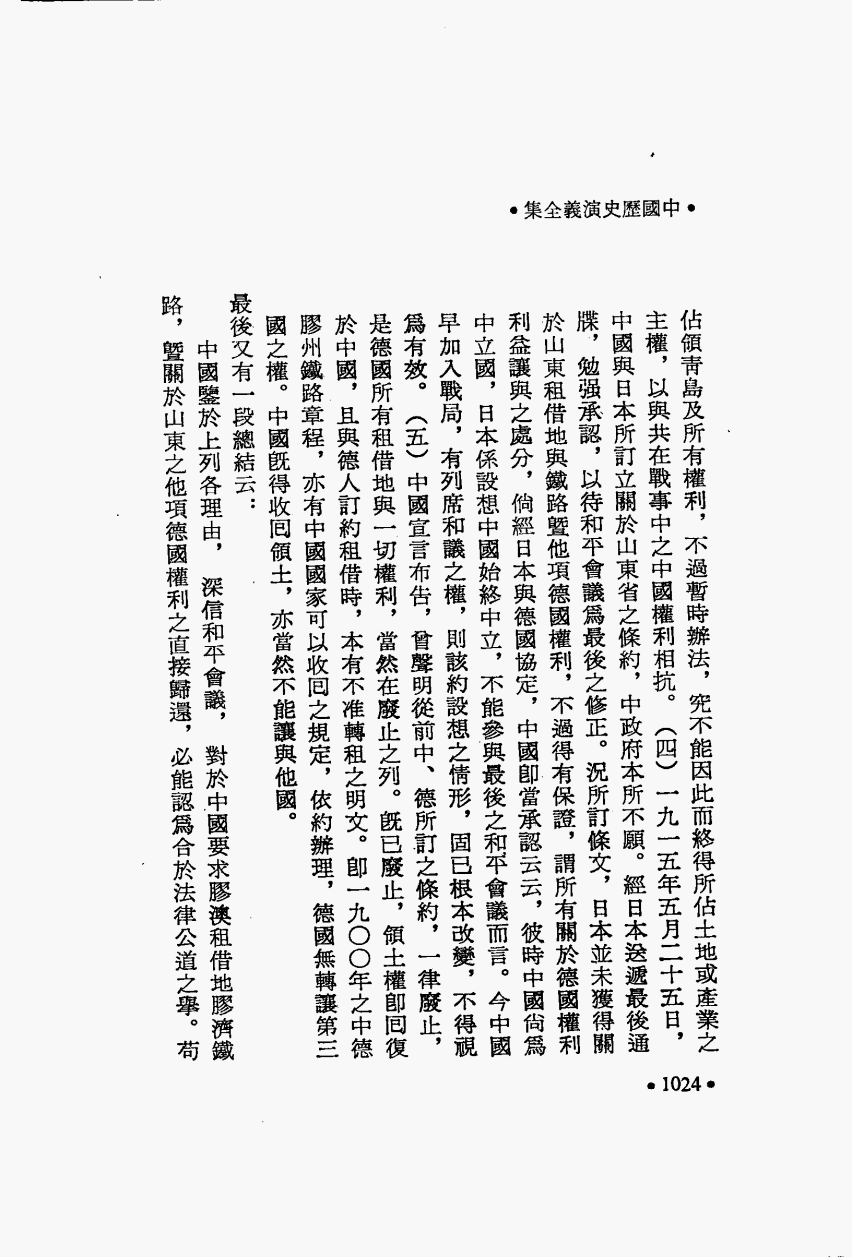 •中國歷史演義全集•
佔領靑島及所有權利，不過暫時辦法，究不能因此而終得所佔土地或產業之
主權，以與共在戰事中之中國權利相抗。（四）一九一五年五月二十五日，
中國與日本所訂立關於山東省之條約，中政府本所不願。經日本送遞最後通
牒，勉强承認，以待和平會議爲最後之修正。況所訂條文，日本並未獲得關
於山東租借地與鐵路暨他項德國權利，不過得有保證，謂所有關於德國權利
利益讓與之處分，倘經日本與德國協定，中國卽當承認云云，彼時中國尙爲
中立國，日本係設想中國始終中立，不能參與最後之和平會議而言。今中國
早加入戰局，有列席和議之權，則該約設想之情形，固已根本改變，不得視
爲有效。（五）中國宣言布告，曾聲明從前中、德所訂之條約，一律廢止，
是德國所有租借地與一切權利，當然在廢止之列。旣已廢止，領土權卽回復
於中國，且與德人訂約租借時，本有不准轉租之明文。卽一九〇〇年之中德
膠州鐵路章程，亦有中國國家可以收回之規定，依約辦理，德國無轉讓第三
國之權。中國旣得收回領土，亦當然不能讓與他國。
最後又有一段總結云：
中國鑒於上列各理由，深信和平會議，對於中國要求膠澳租借地膠濟鐵
路，暨關於山東之他項德國權利之直接歸還，必能認爲合於法律公道之舉。苟
•1024•